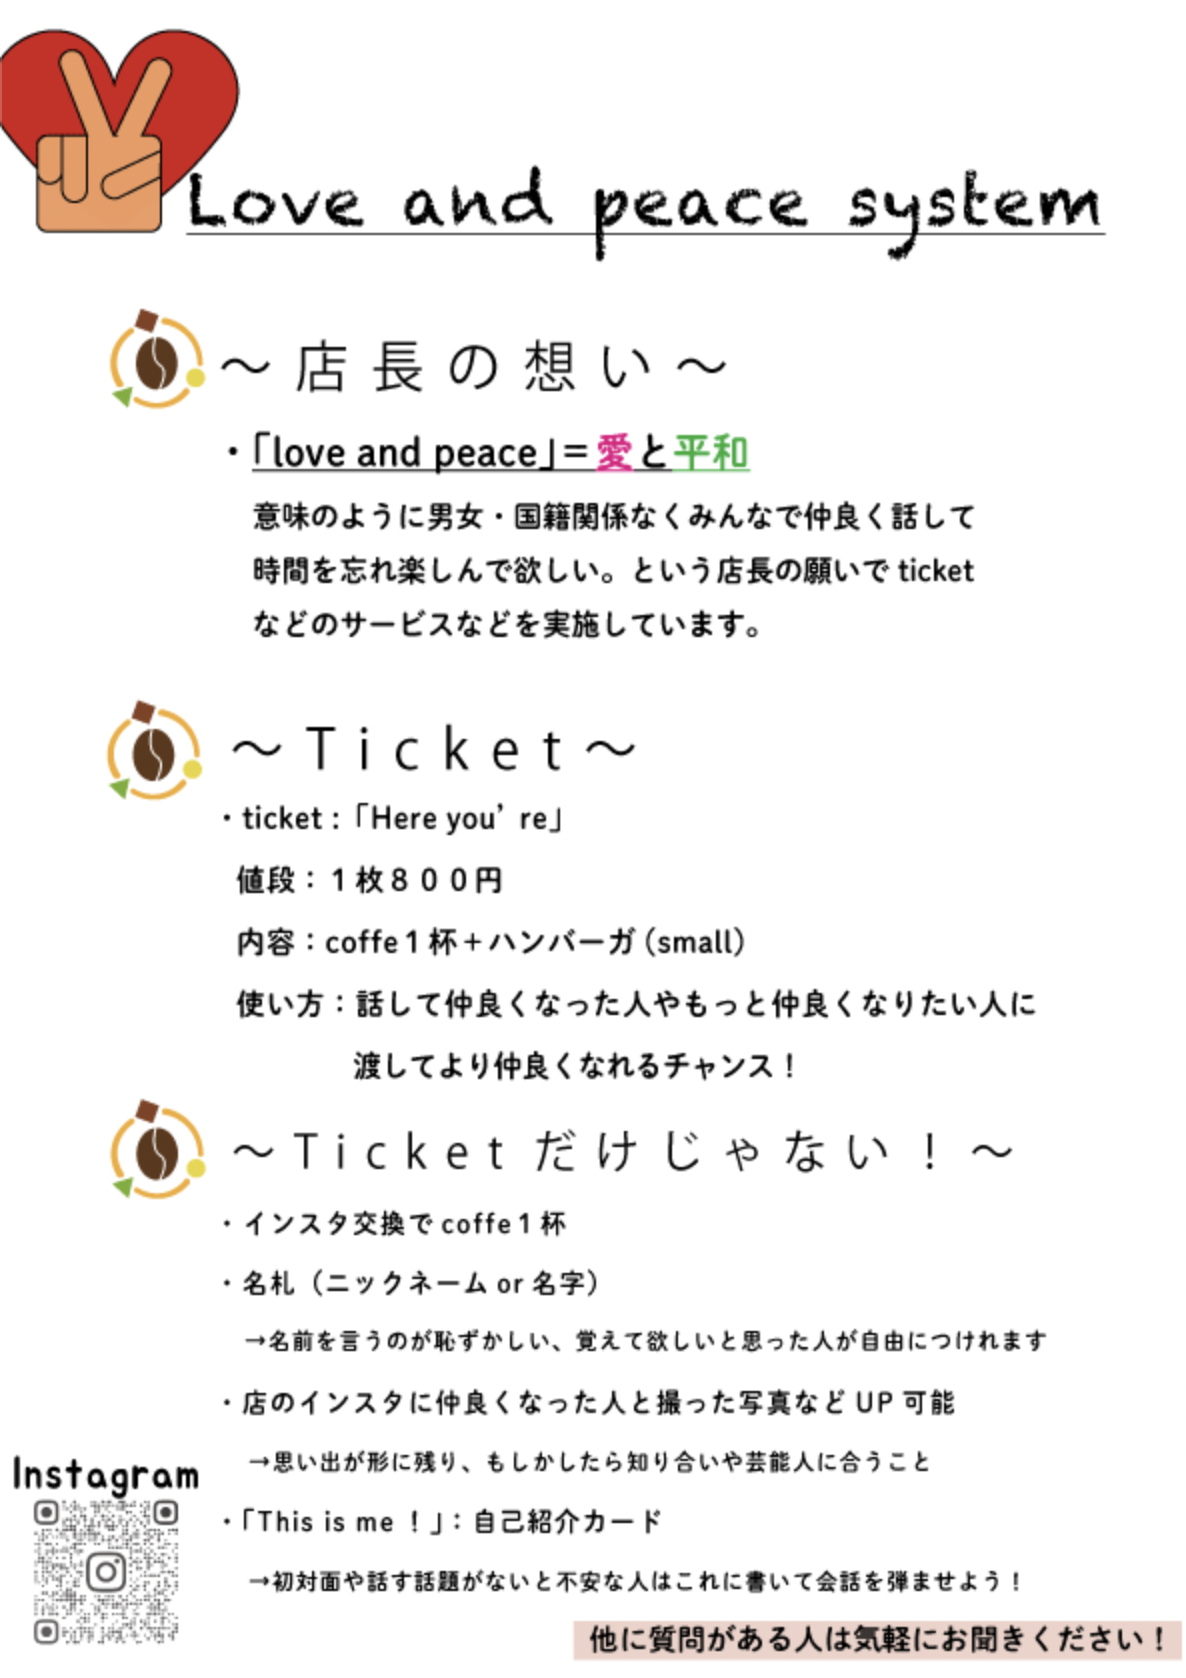 Love and peace system
～店長の想い～
・「love and peace」=愛と平和
意味のように男女・国籍関係なくみんなで仲良く話して
時間を忘れ楽しんで欲しい。という店長の願いで ticket
などのサービスなどを実施しています。
～Ticket～
・ticket :「Here you’ re」
値段：１枚８００円
内容：coffe１杯＋ハンバーガ (small)
使い方：話して仲良くなった人やもっと仲良くなりたい人に
渡してより仲良くなれるチャンス！
～Ticketだけじゃない！～
・インスタ交換で coffe１杯
・名札（ニックネーム or 名字）
→名前を言うのが恥ずかしい、覚えて欲しいと思った人が自由につけれます
・店のインスタに仲良くなった人と撮った写真など UP 可能
→思い出が形に残り、もしかしたら知り合いや芸能人に合うこと
・「This is me！」：自己紹介カード
→初対面や話す話題がないと不安な人はこれに書いて会話を弾ませよう！
Instagram
他に質問がある人は気軽にお聞きください！